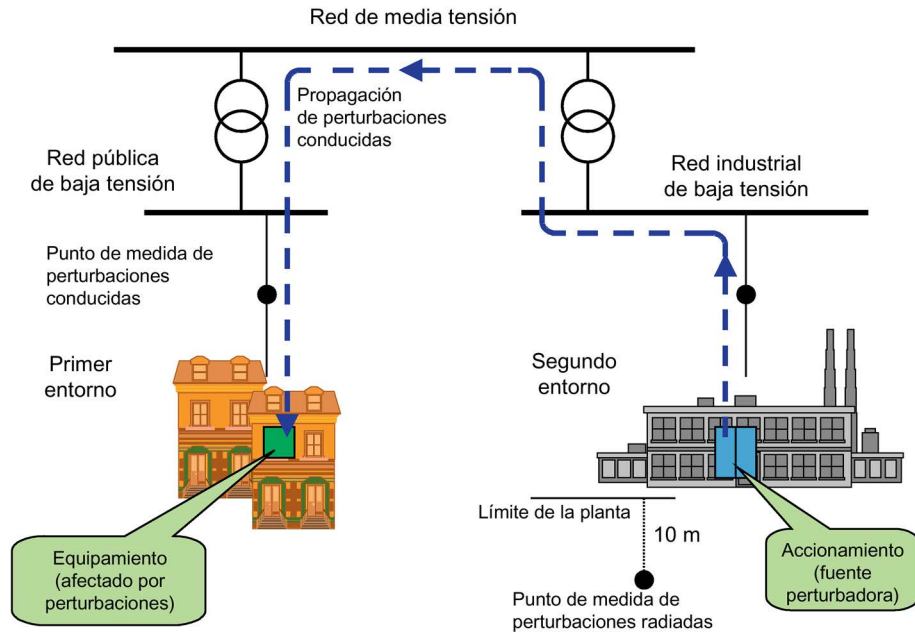 Red de media tensión
Propagación
de perturbaciones
conducidas
Red pública
de baja tensión
Red industrial
de baja tensión
Punto de medida de
perturbaciones
conducidas
Primer
entorno
Segundo
entorno
Límite de la planta
10 m
Equipamiento
(afectado por
perturbaciones)
Accionamiento
(fuente
perturbadora)
Punto de medida de
perturbaciones radiadas